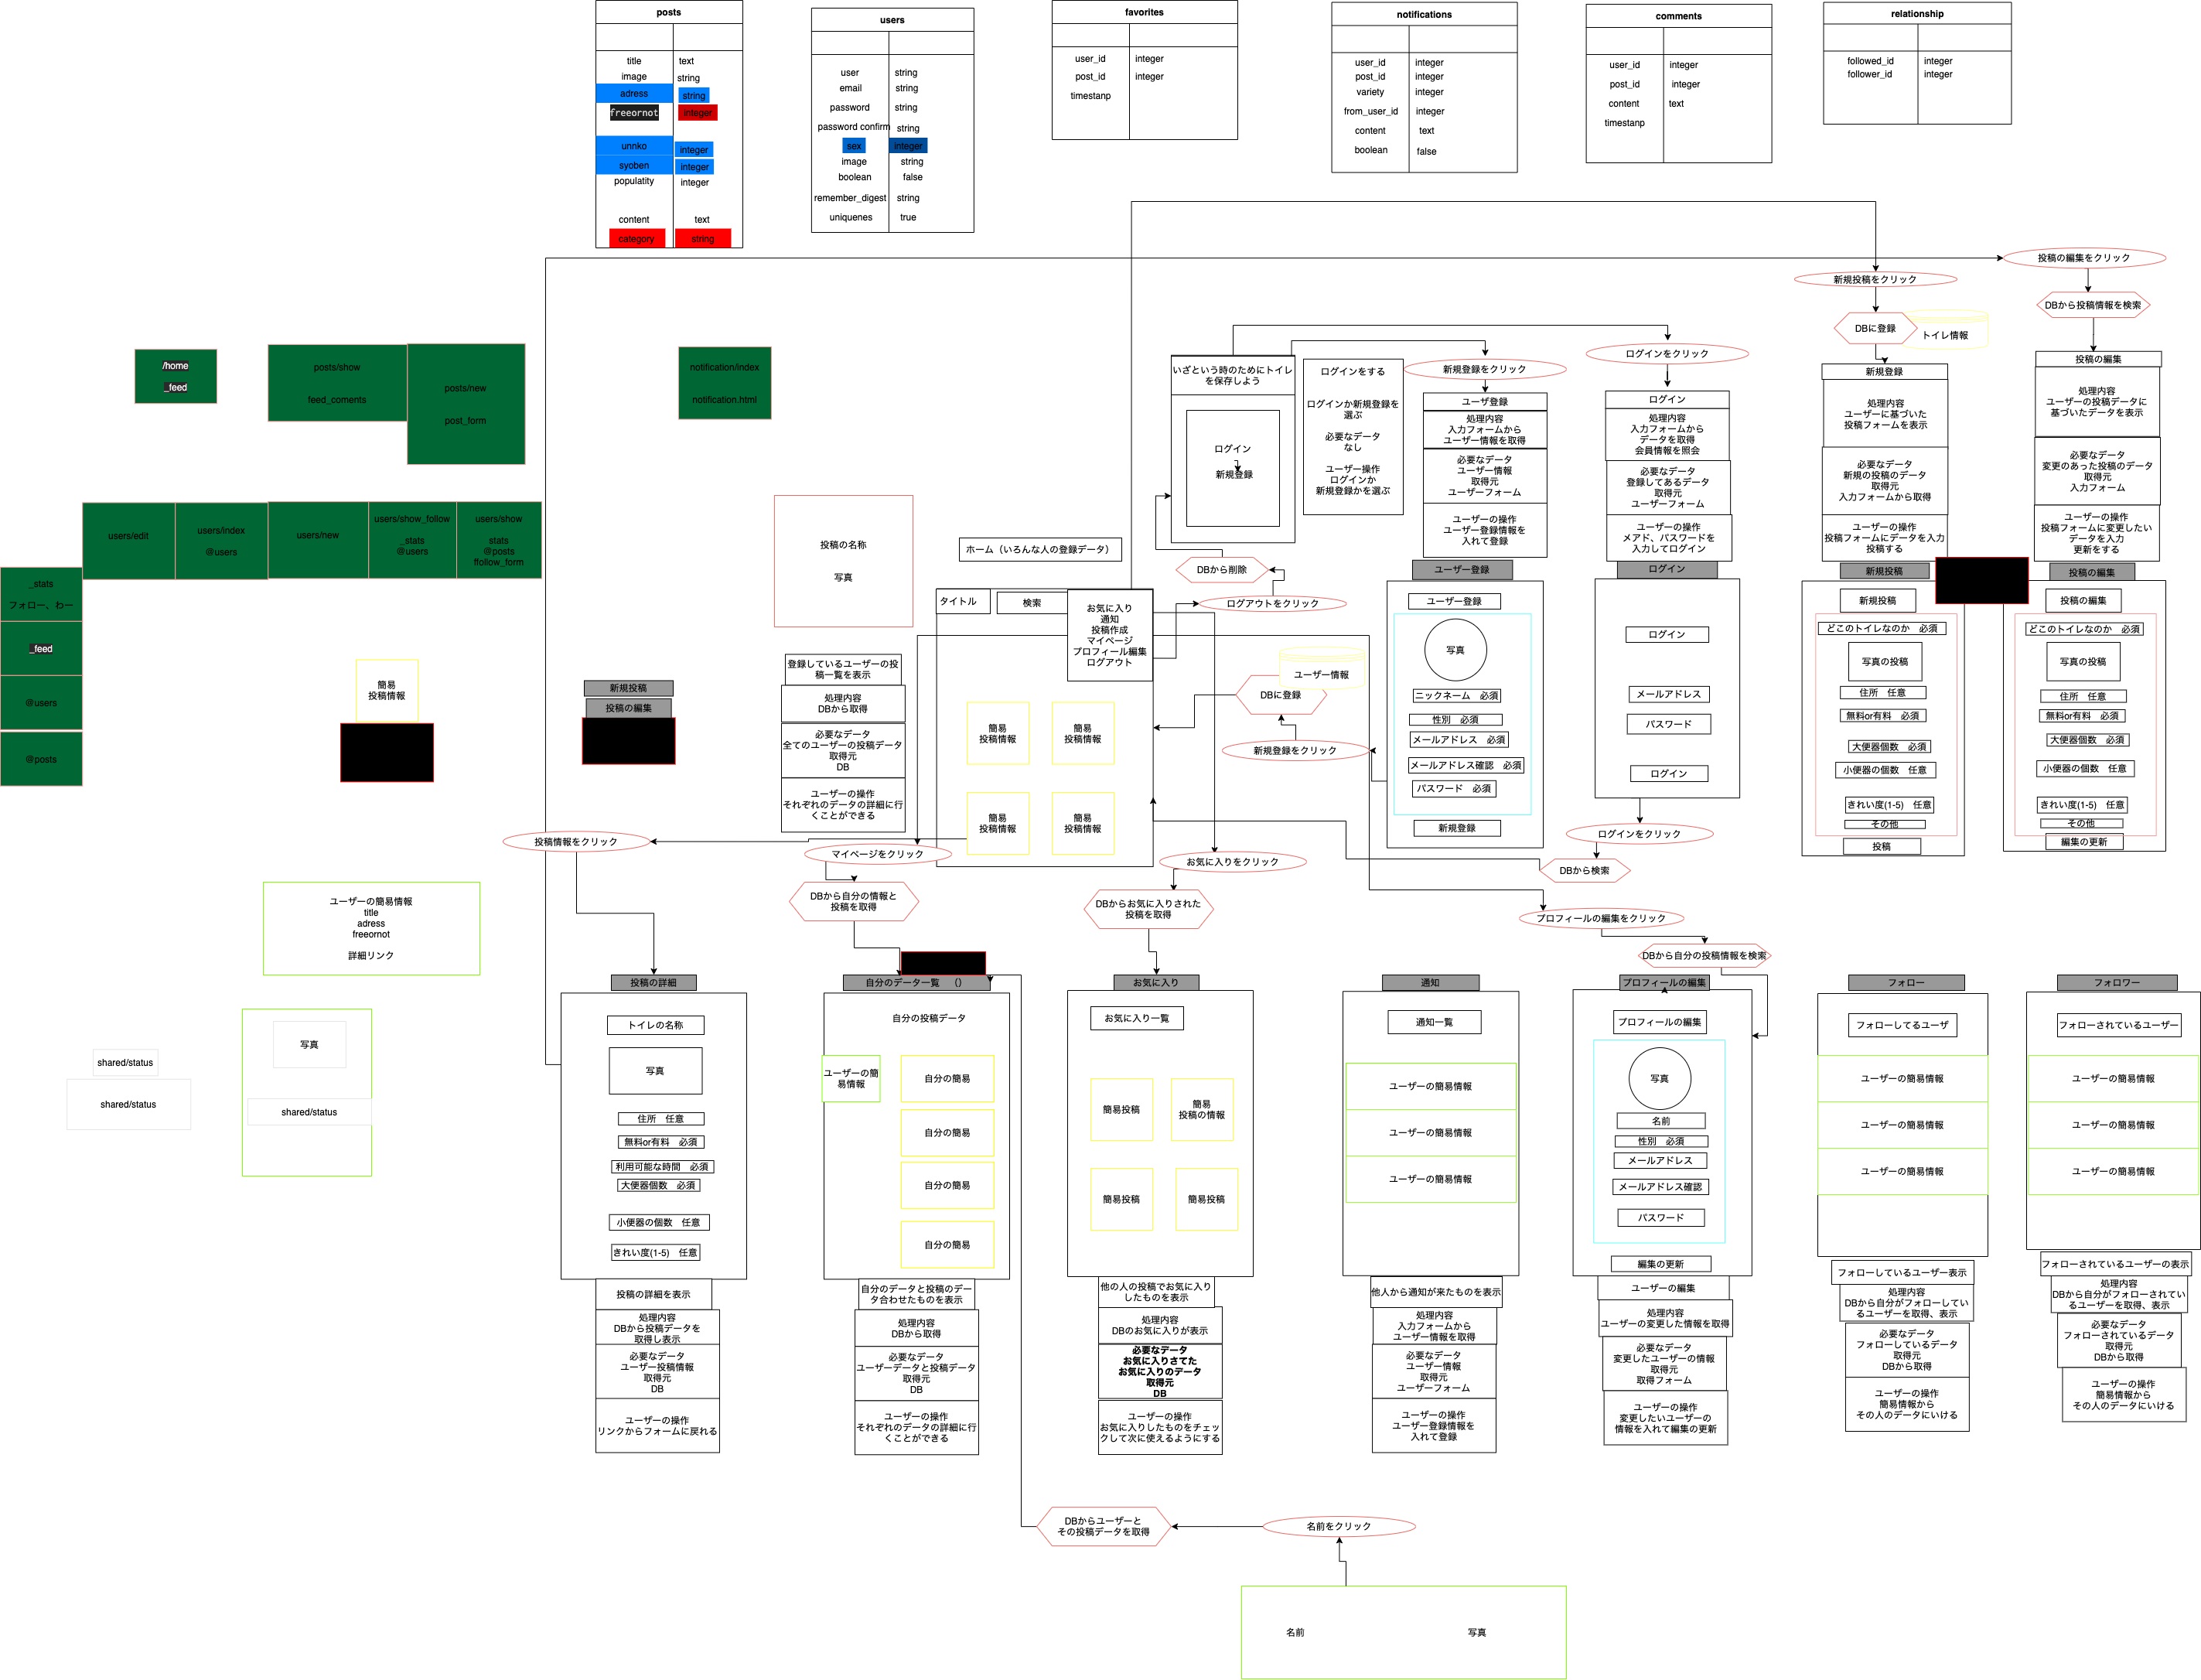 posts
title
text
image
string
adress
string
freeornot
integer
unnko
integer
syoben
integer
populatity
integer
content
text
category
string
users
user
string
email
string
password
string
password confirm
string
sex
integer
image
string
boolean
false
remember_digest
string
uniquenes
true
favorites
user_id
integer
post_id
integer
timestanp
notifications
user_id
integer
post_id
integer
variety
integer
from_user_id
integer
content
text
boolean
false
comments
user_id
integer
post_id
integer
content
text
timestanp
relationship
followed_id
integer
follower_id
integer
投稿の編集をクリック
新規投稿をクリック
DBから投稿情報を検索
DBに登録
トイレ情報
/home
_feed
posts/show
feed_coments
posts/new
post_form
notification/index
notification.html
users/edit
users/index
@users
users/new
users/show_follow
_stats
@users
users/show
stats
@posts
ffollow_form
_stats
フォロー、わー
_feed
@users
@posts
簡易
投稿情報
新規投稿
投稿の編集
投稿の名称
写真
ホーム（いろんな人の登録データ）
登録しているユーザーの投
稿一覧を表示
処理内容
DBから取得
必要なデータ
全てのユーザーの投稿データ
取得元
DB
ユーザーの操作
それぞれのデータの詳細に行
くことができる
タイトル
検索
お気に入り
通知
投稿作成
マイページ
プロフィール編集
ログアウト
簡易
投稿情報
簡易
投稿情報
簡易
投稿情報
簡易
投稿情報
いざという時のためにトイレ
を保存しよう
ログイン
新規登録
ログインをする
ログインか新規登録を
選ぶ
必要なデータ
なし
ユーザー操作
ログインか
新規登録かを選ぶ
DBから削除
ログアウトをクリック
ユーザー情報
DBに登録
新規登録をクリック
新規登録をクリック
ユーザ登録
処理内容
入力フォームから
ユーザー情報を取得
必要なデータ
ユーザー情報
取得元
ユーザーフォーム
ユーザーの操作
ユーザー登録情報を
入れて登録
ユーザー登録
ユーザー登録
写真
ニックネーム　必須
性別　必須
メールアドレス　必須
メールアドレス確認　必須
パスワード　必須
新規登録
ログインをクリック
ログイン
処理内容
入力フォームから
データを取得
会員情報を照会
必要なデータ
登録してあるデータ
取得元
ユーザーフォーム
ユーザーの操作
メアド、パスワードを
入力してログイン
ログイン
ログイン
メールアドレス
パスワード
ログイン
ログインをクリック
DBから検索
新規登録
処理内容
ユーザーに基づいた
投稿フォームを表示
必要なデータ
新規の投稿のデータ
取得元
入力フォームから取得
ユーザーの操作
投稿フォームにデータを入力
投稿する
新規投稿
新規投稿
どこのトイレなのか　必須
写真の投稿
住所　任意
無料or有料　必須
大便器個数　必須
小便器の個数　任意
きれい度(1-5)　任意
その他
投稿
投稿の編集
処理内容
ユーザーの投稿データに
基づいたデータを表示
必要なデータ
変更のあった投稿のデータ
取得元
入力フォーム
ユーザーの操作
投稿フォームに変更したい
データを入力
更新をする
投稿の編集
投稿の編集
どこのトイレなのか　必須
写真の投稿
住所　任意
無料or有料　必須
大便器個数　必須
小便器の個数　任意
きれい度(1-5)　任意
その他
編集の更新
投稿情報をクリック
マイページをクリック
お気に入りをクリック
DBから自分の情報と
投稿を取得
DBからお気に入りされた
投稿を取得
プロフィールの編集をクリック
DBから自分の投稿情報を検索
ユーザーの簡易情報
title
adress
freeornot
詳細リンク
写真
shared/status
shared/status
shared/status
投稿の詳細
トイレの名称
写真
住所　任意
無料or有料　必須
利用可能な時間　必須
大便器個数　必須
小便器の個数　任意
きれい度(1-5)　任意
投稿の詳細を表示
処理内容
DBから投稿データを
取得し表示
必要なデータ
ユーザー投稿情報
取得元
DB
ユーザーの操作
リンクからフォームに戻れる
自分のデータ一覧　（）
自分の投稿データ
ユーザーの簡
易情報
自分の簡易
自分の簡易
自分の簡易
自分の簡易
自分のデータと投稿のデー
タ合わせたものを表示
処理内容
DBから取得
必要なデータ
ユーザーデータと投稿データ
取得元
DB
ユーザーの操作
それぞれのデータの詳細に行
くことができる
お気に入り
お気に入り一覧
簡易投稿
簡易
投稿の情報
簡易投稿
簡易投稿
他の人の投稿でお気に入り
したものを表示
処理内容
DBのお気に入りが表示
必要なデータ
お気に入りさてた
お気に入りのデータ
取得元
DB
ユーザーの操作
お気に入りしたものをチェッ
クして次に使えるようにする
通知
通知一覧
ユーザーの簡易情報
ユーザーの簡易情報
ユーザーの簡易情報
他人から通知が来たものを表示
処理内容
入力フォームから
ユーザー情報を取得
必要なデータ
ユーザー情報
取得元
ユーザーフォーム
ユーザーの操作
ユーザー登録情報を
入れて登録
プロフィールの編集
プロフィールの編集
写真
名前
性別　必須
メールアドレス
メールアドレス確認
パスワード
編集の更新
ユーザーの編集
処理内容
ユーザーの変更した情報を取得
必要なデータ
変更したユーザーの情報
取得元
取得フォーム
ユーザーの操作
変更したいユーザーの
情報を入れて編集の更新
フォロー
フォローしてるユーザ
ユーザーの簡易情報
ユーザーの簡易情報
ユーザーの簡易情報
フォローしているユーザー表示
処理内容
DBから自分がフォローしてい
るユーザーを取得、表示
必要なデータ
フォローしているデータ
取得元
DBから取得
ユーザーの操作
簡易情報から
その人のデータにいける
フォロワー
フォローされているユーザー
ユーザーの簡易情報
ユーザーの簡易情報
ユーザーの簡易情報
フォローされているユーザーの表示
処理内容
DBから自分がフォローされてい
るユーザーを取得、表示
必要なデータ
フォローされているデータ
取得元
DBから取得
ユーザーの操作
簡易情報から
その人のデータにいける
DBからユーザーと
その投稿データを取得
名前をクリック
名前
写真